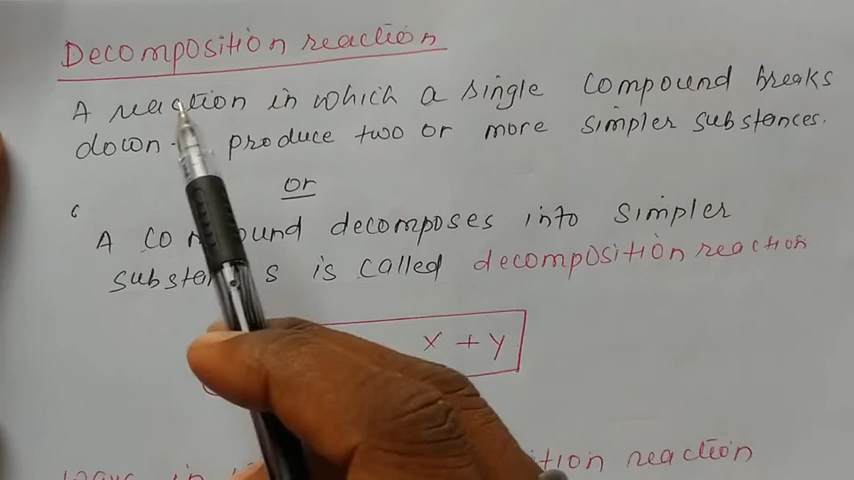 Decomposition reaction
A reaction in which a single compound breaks
down produce two or more simpler substances.
or
A decomposes into simpler
is called decomposition reaction
x + y
in reaction